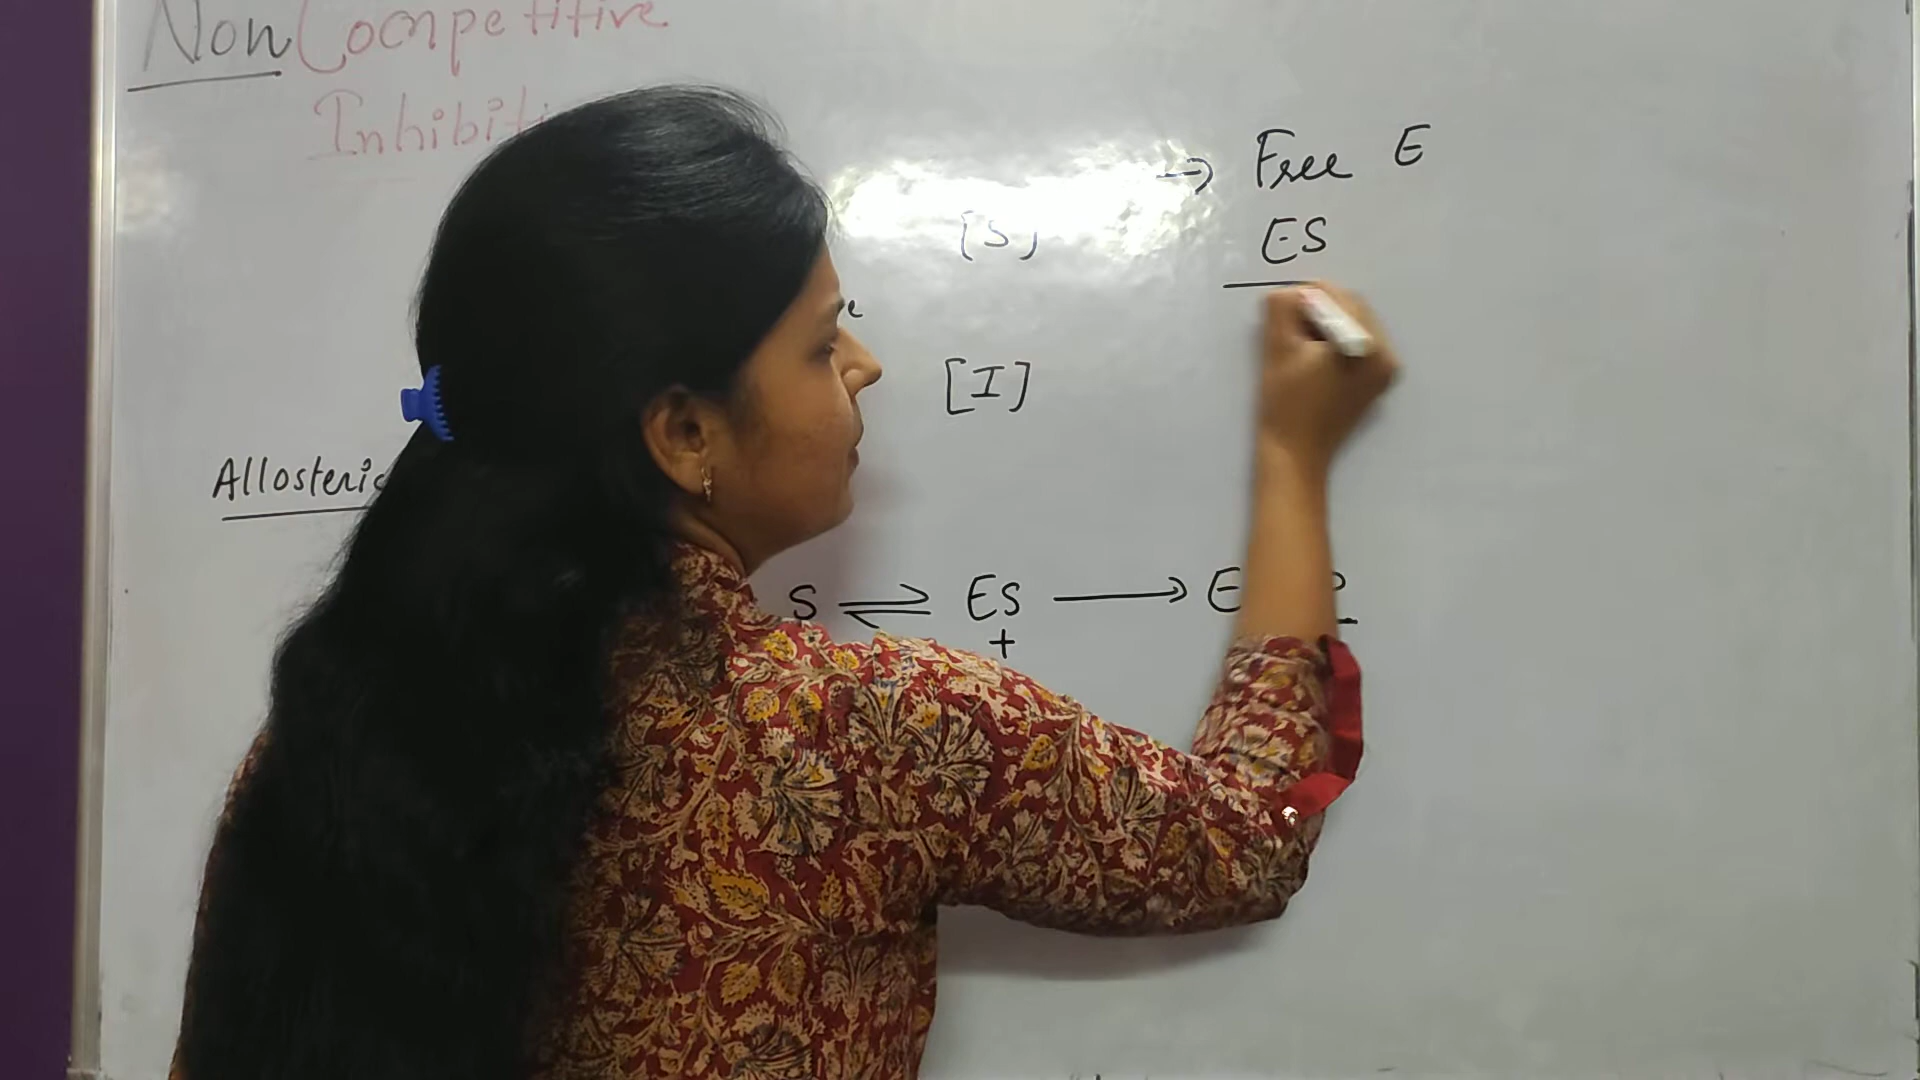 Non Competitive
Inhibiti
→ Free E
[S]
ES
[I]
Allosteric
S ⇌ ES ⟶ E
+